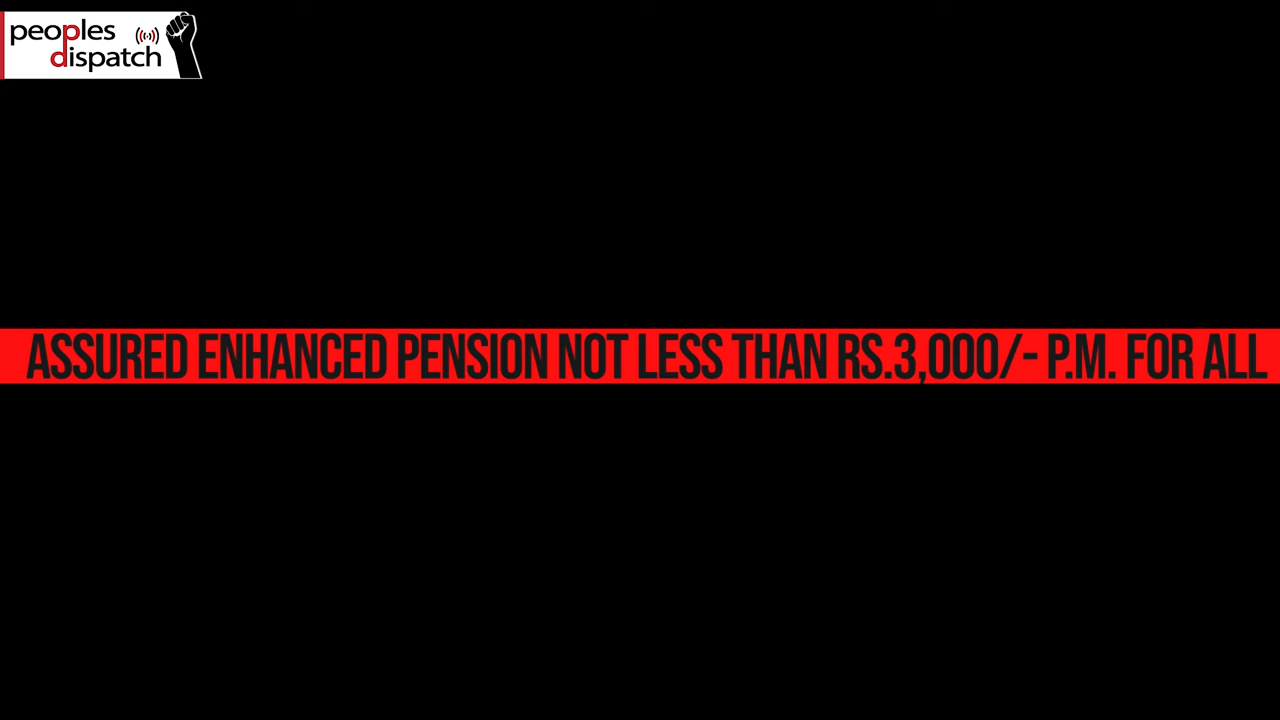 peoples
dispatch
ASSURED ENHANCED PENSION NOT LESS THAN RS.3,000/- P.M. FOR ALL